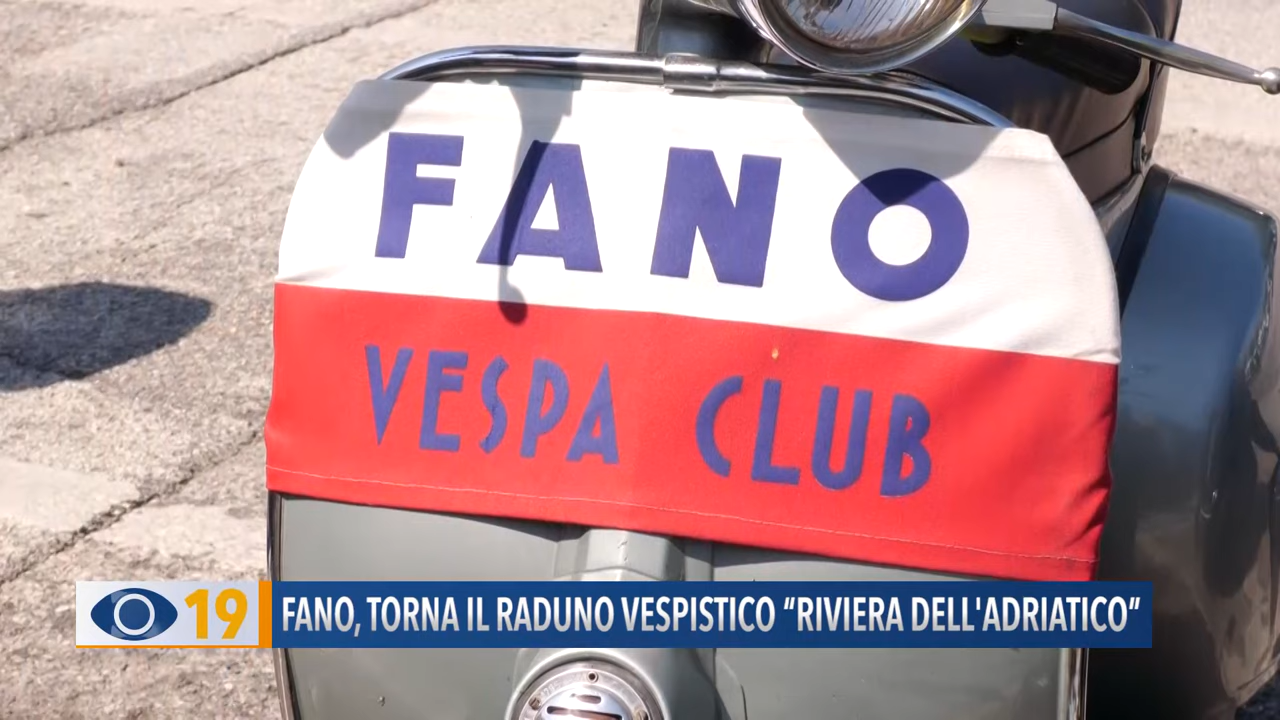 FANO
VESPA CLUB
19
FANO, TORNA IL RADUNO VESPISTICO “RIVIERA DELL'ADRIATICO”